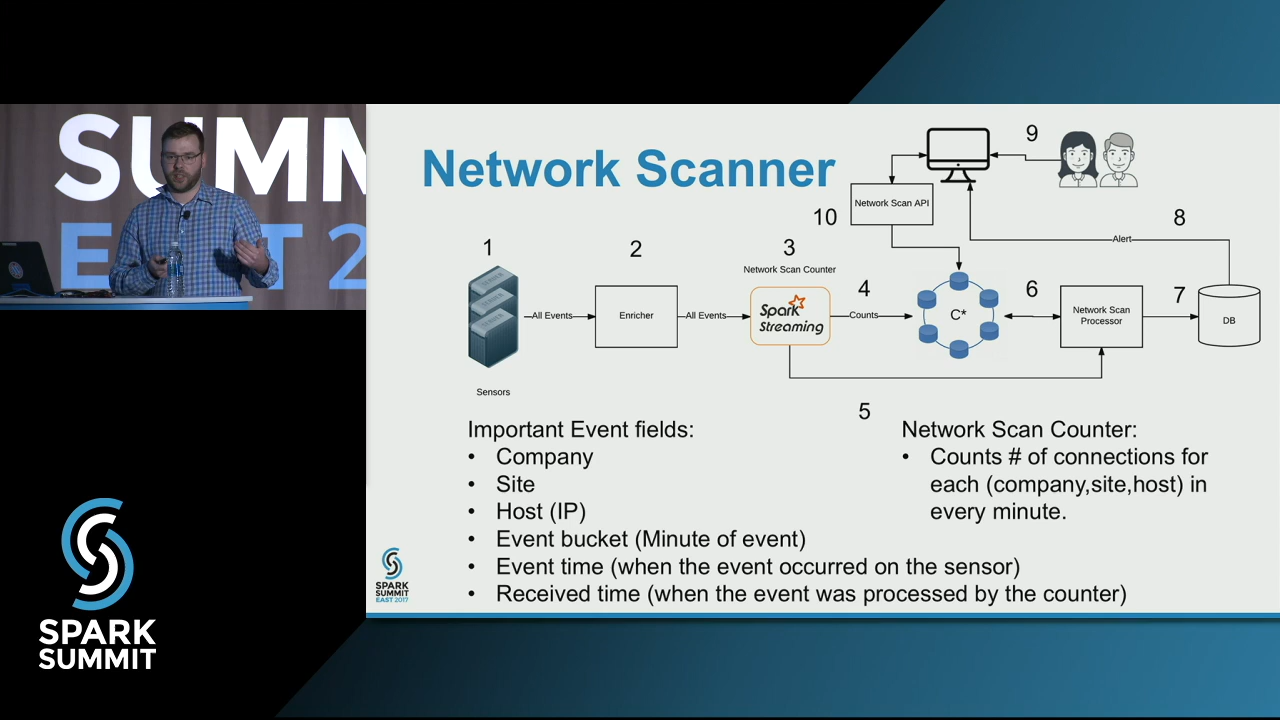 SUMM
EAST 2
Network Scanner
9
Network Scan API
10
8
Alert
1
2
3
Network Scan Counter
4
6
7
All Events
Enricher
All Events
Spark
Streaming
Counts
C*
Network Scan
Processor
DB
Sensors
5
Important Event fields:
• Company
• Site
• Host (IP)
• Event bucket (Minute of event)
• Event time (when the event occurred on the sensor)
• Received time (when the event was processed by the counter)
Network Scan Counter:
• Counts # of connections for
each (company,site,host) in
every minute.
SPARK
SUMMIT
EAST 2017
SPARK
SUMMIT